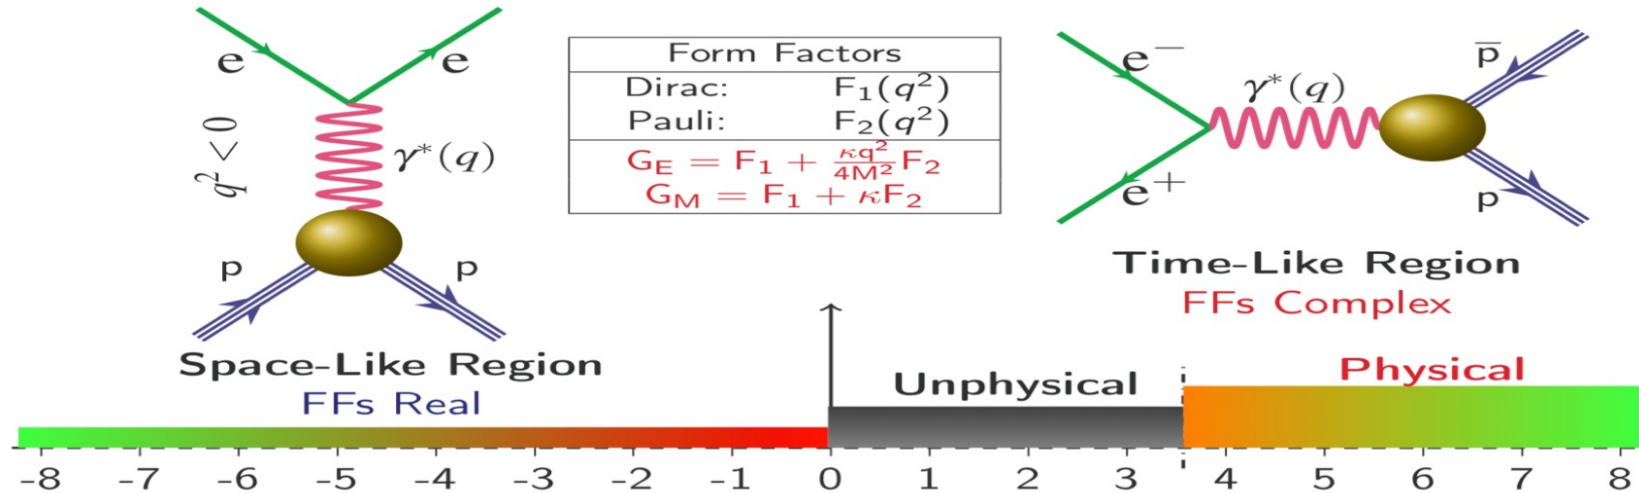 e
e
q² < 0
γ*(q)
p
p
Space-Like Region
FFs Real
Form Factors
Dirac: F₁(q²)
Pauli: F₂(q²)
G_E = F₁ + κq²/4M² F₂
G_M = F₁ + κF₂
e⁻
γ*(q)
p̅
e⁺
p
Time-Like Region
FFs Complex
Unphysical
Physical
-8 -7 -6 -5 -4 -3 -2 -1 0 1 2 3 4 5 6 7 8